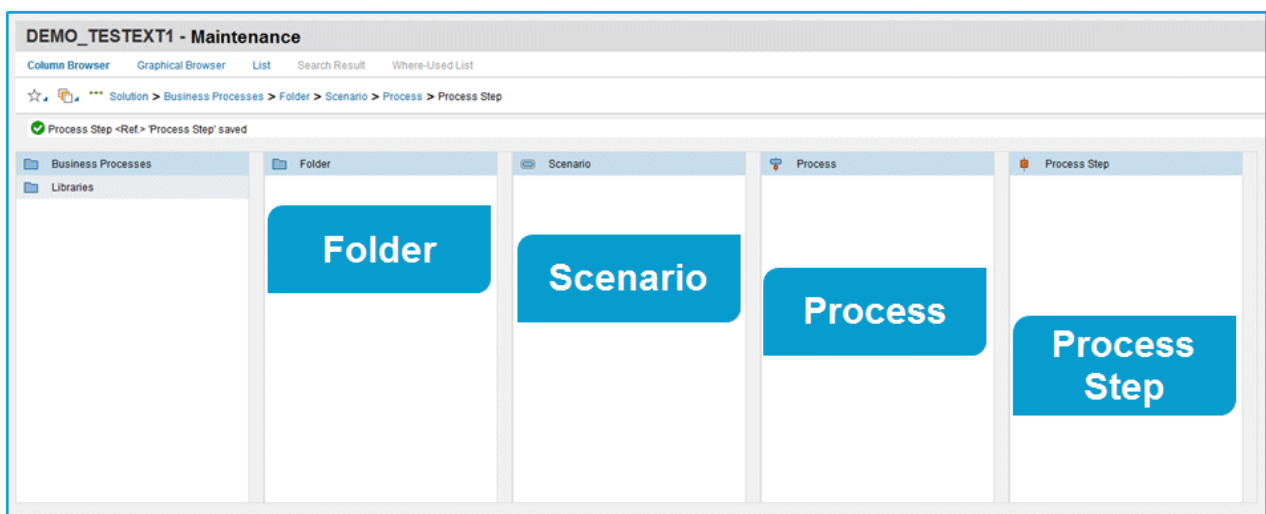 DEMO_TESTEXT1 - Maintenance
Column Browser Graphical Browser List Search Result Where-Used List
Solution > Business Processes > Folder > Scenario > Process > Process Step
Process Step <Ref.> 'Process Step' saved
Business Processes Folder Scenario Process Process Step
Libraries
Folder
Scenario
Process
Process
Step